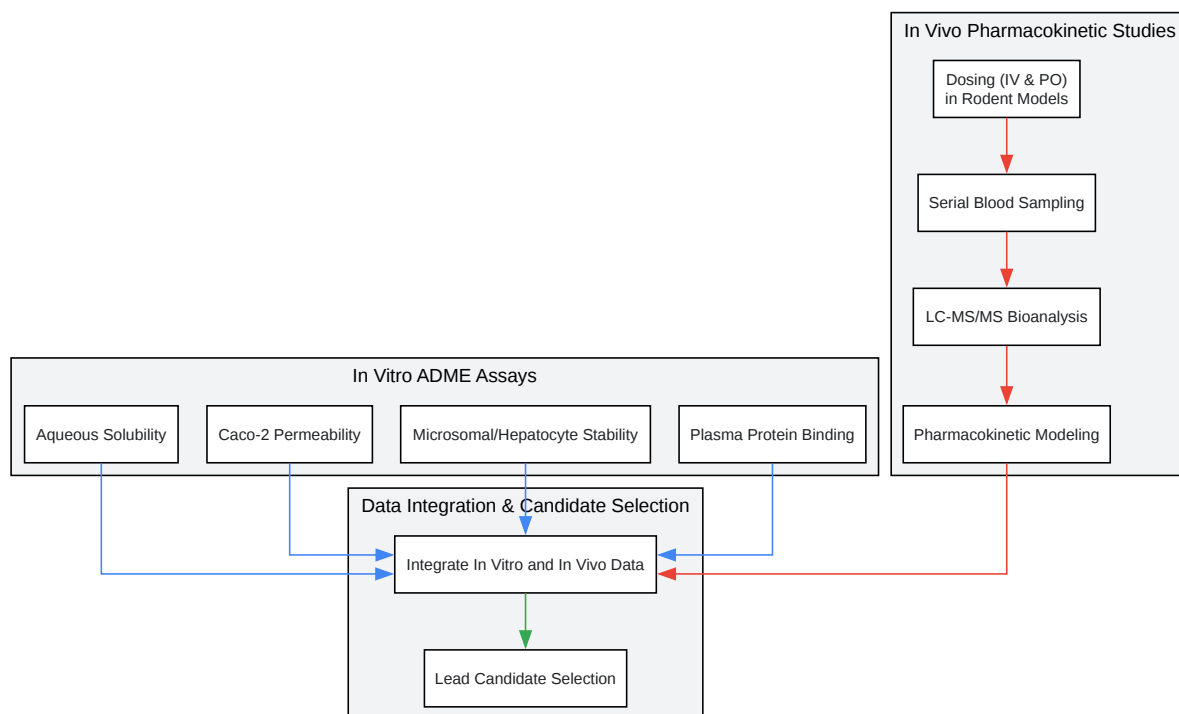 In Vivo Pharmacokinetic Studies
Dosing (IV & PO)
in Rodent Models
Serial Blood Sampling
LC-MS/MS Bioanalysis
Pharmacokinetic Modeling
In Vitro ADME Assays
Aqueous Solubility
Caco-2 Permeability
Microsomal/Hepatocyte Stability
Plasma Protein Binding
Data Integration & Candidate Selection
Integrate In Vitro and In Vivo Data
Lead Candidate Selection